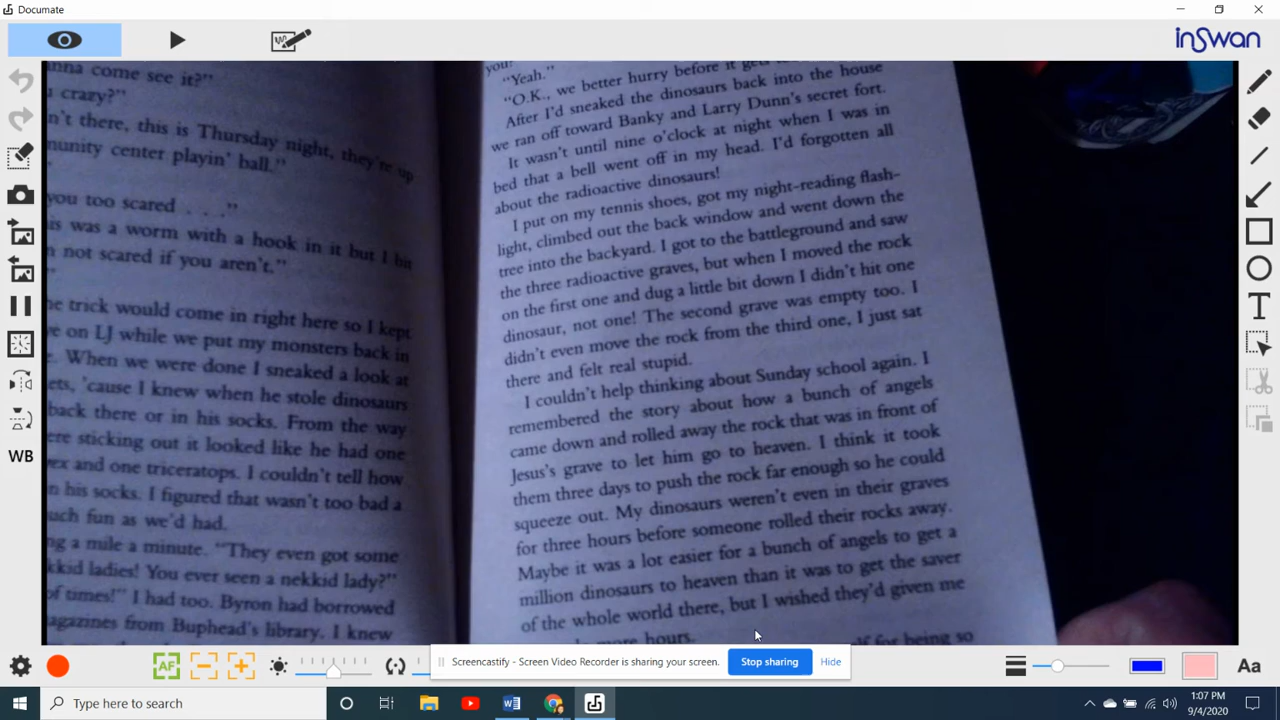 Documate
inSwan
WB
T
anna come see it?"
crazy?"
n't there, this is Thursday night, they're up
munity center playin' ball."
you too scared . . ."
is was a worm with a hook in it but I bit
not scared if you aren't."
e trick would come in right here so I kept
e on LJ while we put my monsters back in
When we were done I sneaked a look at
ets, 'cause I knew when he stole dinosaurs
back there or in his socks. From the way
ere sticking out it looked like he had one
ex and one triceratops. I couldn't tell how
n his socks. I figured that wasn't too bad a
uch fun as we'd had.
ng a mile a minute. "They even got some
kkid ladies! You ever seen a nekkid lady?"
of times!" I had too. Byron had borrowed
agazines from Buphead's library. I knew
you?
"Yeah."
"O.K., we better hurry before it gets
After I'd sneaked the dinosaurs back into the house
we ran off toward Banky and Larry Dunn's secret fort.
It wasn't until nine o'clock at night when I was in
bed that a bell went off in my head. I'd forgotten all
about the radioactive dinosaurs!
I put on my tennis shoes, got my night-reading flash-
light, climbed out the back window and went down the
tree into the backyard. I got to the battleground and saw
the three radioactive graves, but when I moved the rock
on the first one and dug a little bit down I didn't hit one
dinosaur, not one! The second grave was empty too. I
didn't even move the rock from the third one, I just sat
there and felt real stupid.
I couldn't help thinking about Sunday school again. I
remembered the story about how a bunch of angels
came down and rolled away the rock that was in front of
Jesus's grave to let him go to heaven. I think it took
them three days to push the rock far enough so he could
squeeze out. My dinosaurs weren't even in their graves
for three hours before someone rolled their rocks away.
Maybe it was a lot easier for a bunch of angels to get a
million dinosaurs to heaven than it was to get the saver
of the whole world there, but I wished they'd given me
more hours.
for being so
AF
Screencastify - Screen Video Recorder is sharing your screen.
Stop sharing
Hide
Aa
Type here to search
1:07 PM
9/4/2020